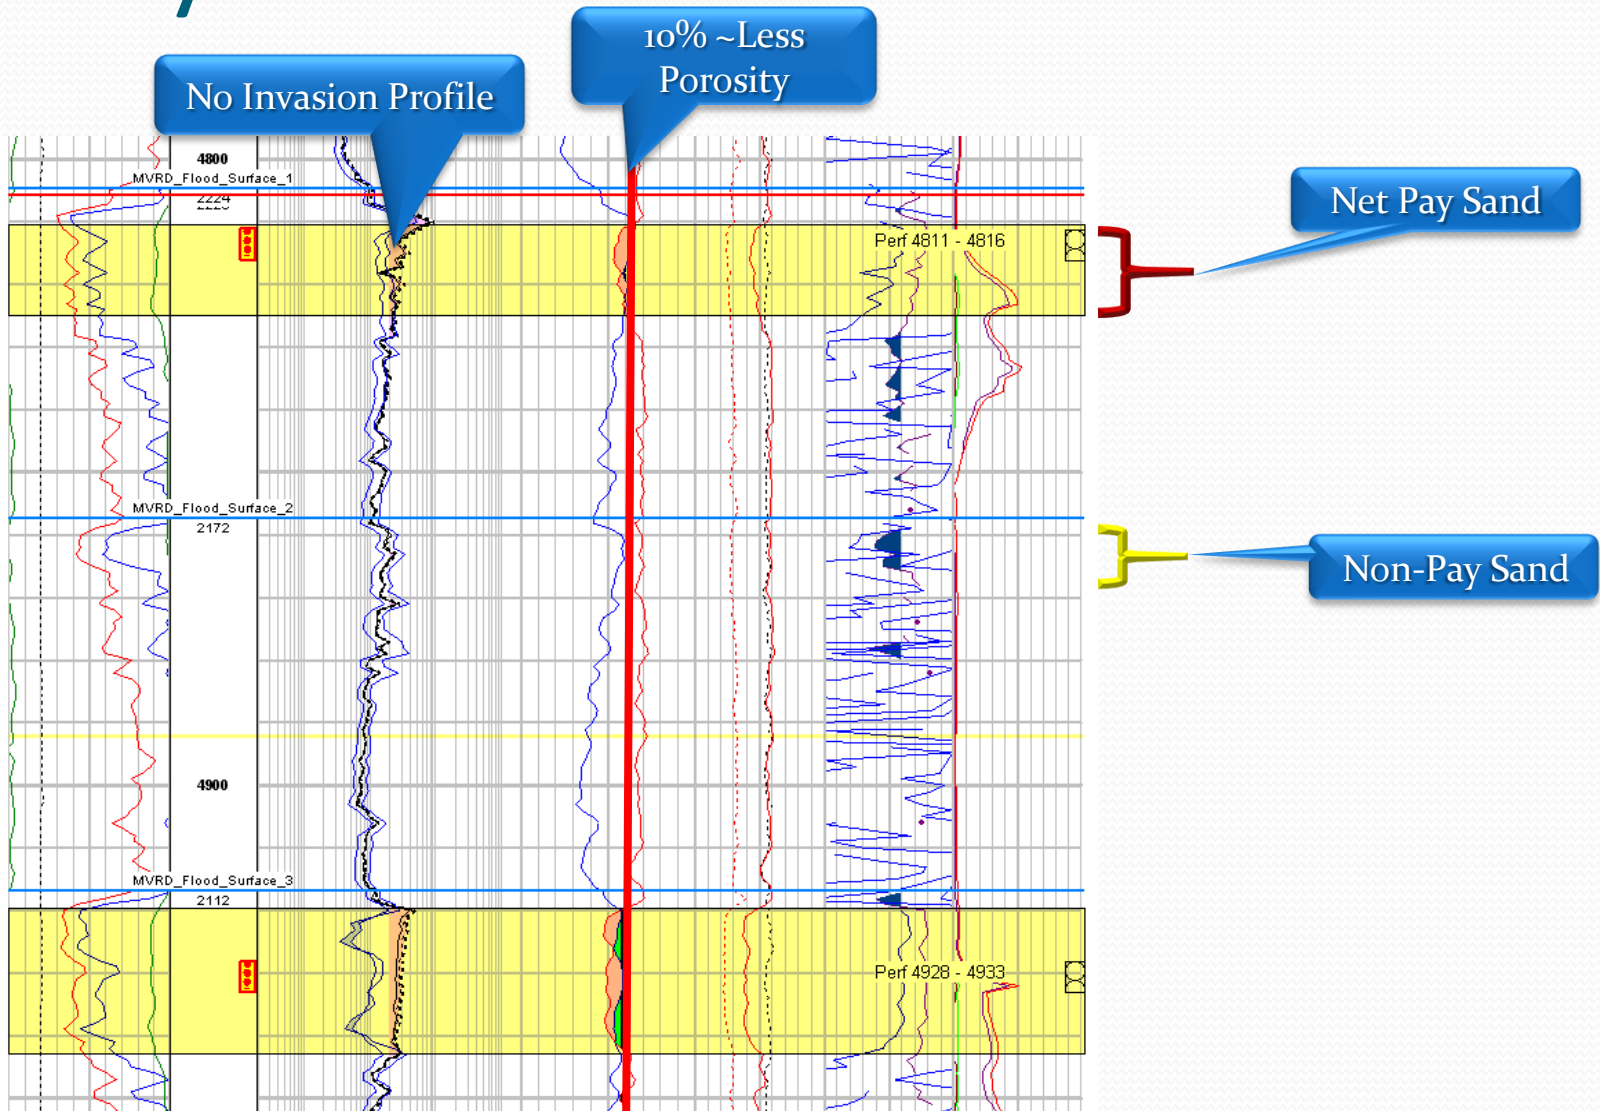 10% ~Less
Porosity
No Invasion Profile
4800
MVRD_Flood_Surface_1
2224
Net Pay Sand
Perf 4811 - 4816
MVRD_Flood_Surface_2
2172
Non-Pay Sand
4900
MVRD_Flood_Surface_3
2112
Perf 4928 - 4933